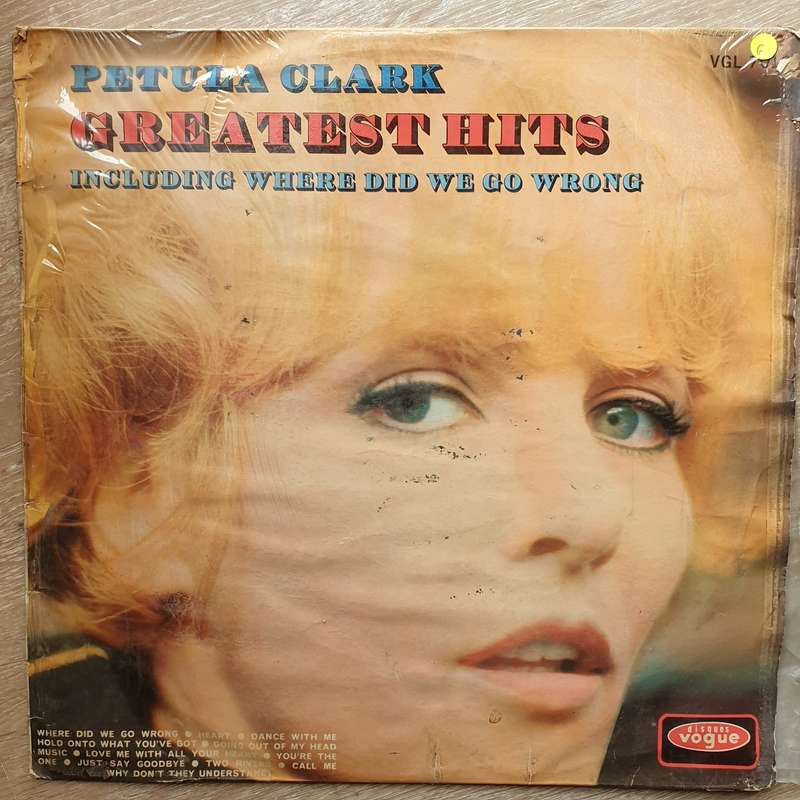 PETULA CLARK
VGL
GREATEST HITS
INCLUDING WHERE DID WE GO WRONG
WHERE DID WE GO WRONG ● HEART ● DANCE WITH ME
HOLD ONTO WHAT YOU'VE GOT ● GOING OUT OF MY HEAD
MUSIC ● LOVE ME WITH ALL YOUR HEART ● YOU'RE THE
ONE ● JUST SAY GOODBYE ● TWO RIVERS ● CALL ME
WHY DON'T THEY UNDERSTAND
disques
vogue